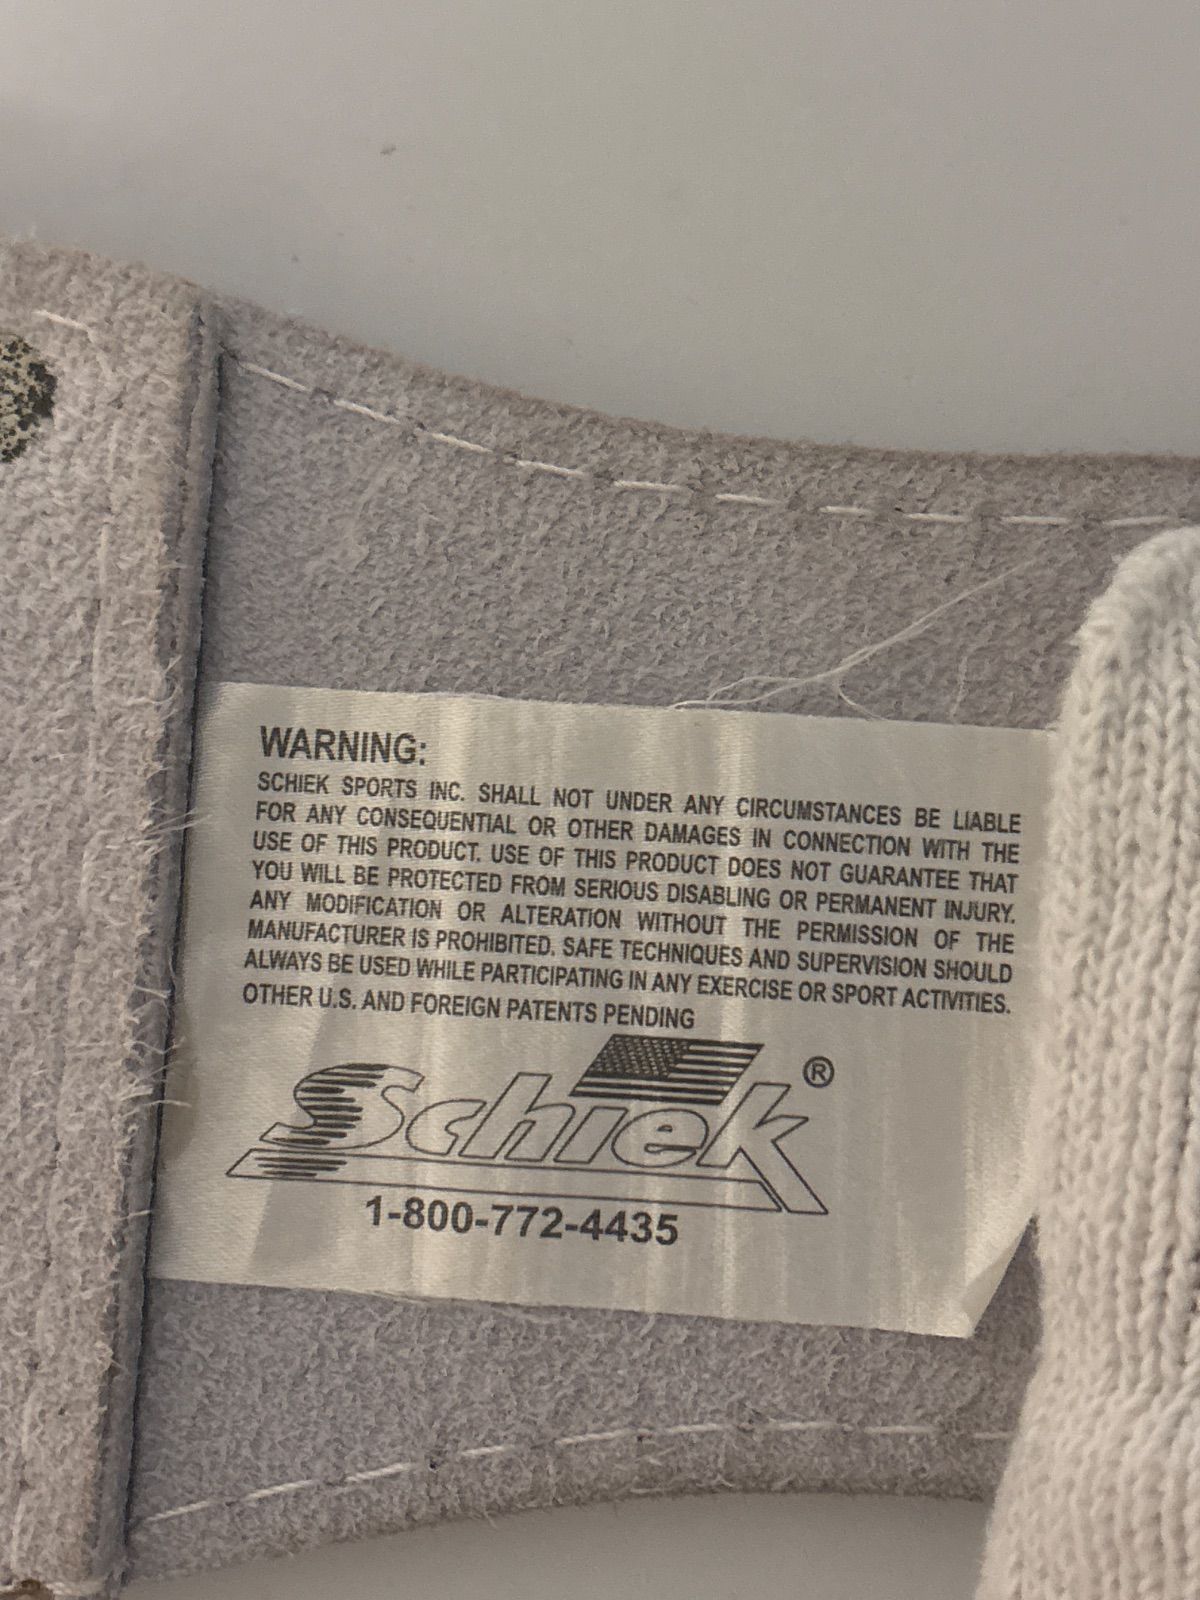 WARNING:
SCHIEK SPORTS INC. SHALL NOT UNDER ANY CIRCUMSTANCES BE LIABLE
FOR ANY CONSEQUENTIAL OR OTHER DAMAGES IN CONNECTION WITH THE
USE OF THIS PRODUCT. USE OF THIS PRODUCT DOES NOT GUARANTEE THAT
YOU WILL BE PROTECTED FROM SERIOUS DISABLING OR PERMANENT INJURY.
ANY MODIFICATION OR ALTERATION WITHOUT THE PERMISSION OF THE
MANUFACTURER IS PROHIBITED. SAFE TECHNIQUES AND SUPERVISION SHOULD
ALWAYS BE USED WHILE PARTICIPATING IN ANY EXERCISE OR SPORT ACTIVITIES.
OTHER U.S. AND FOREIGN PATENTS PENDING
Schiek®
1-800-772-4435